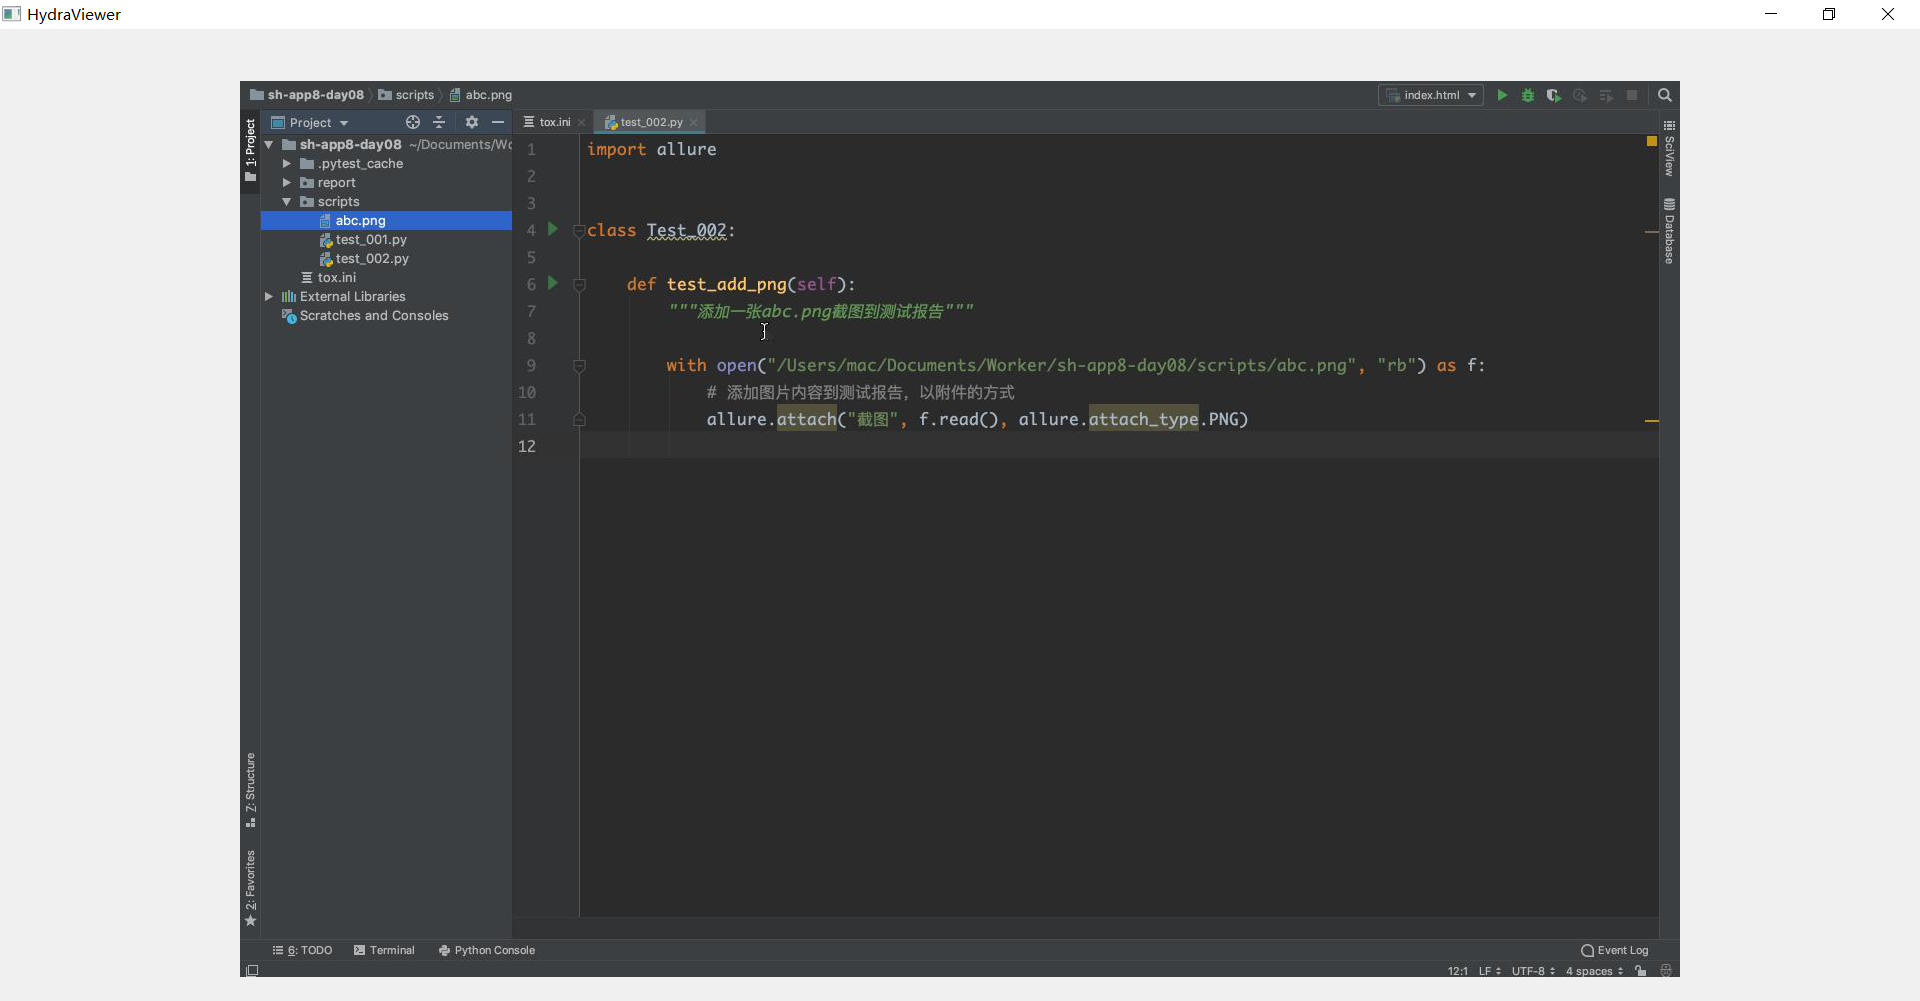 HydraViewer
sh-app8-day08 scripts abc.png index.html
1: Project
Project
tox.ini test_002.py
sh-app8-day08 ~/Documents/Wo
.pytest_cache
report
scripts
abc.png
test_001.py
test_002.py
tox.ini
External Libraries
Scratches and Consoles
1 import allure
2
3
4 class Test_002:
5
6 def test_add_png(self):
7 """添加一张abc.png截图到测试报告"""
8
9 with open("/Users/mac/Documents/Worker/sh-app8-day08/scripts/abc.png", "rb") as f:
10 # 添加图片内容到测试报告，以附件的方式
11 allure.attach("截图", f.read(), allure.attach_type.PNG)
12
SciView
Database
Z: Structure
2: Favorites
6: TODO Terminal Python Console Event Log
12:1 LF UTF-8 4 spaces